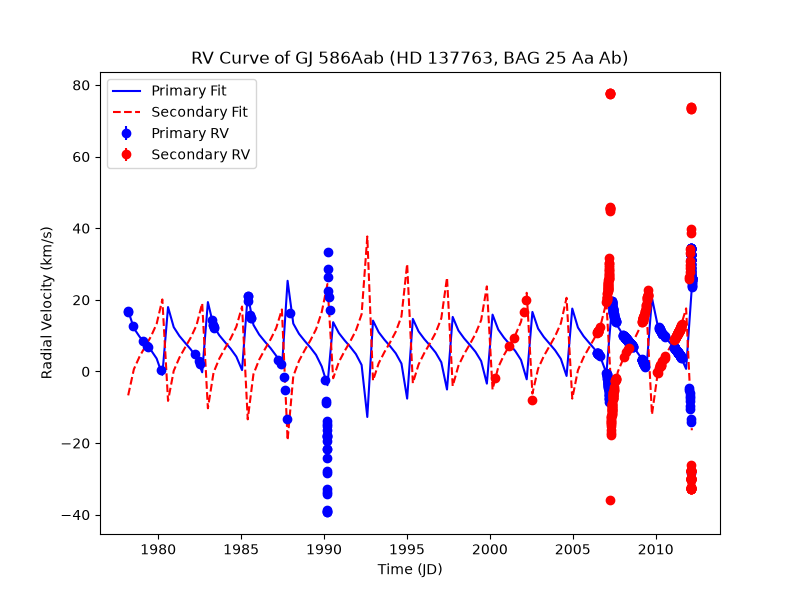 RV Curve of GJ 586Aab (HD 137763, BAG 25 Aa Ab)
Primary Fit
Secondary Fit
Primary RV
Secondary RV
80
60
40
20
0
−20
−40
Radial Velocity (km/s)
1980 1985 1990 1995 2000 2005 2010
Time (JD)